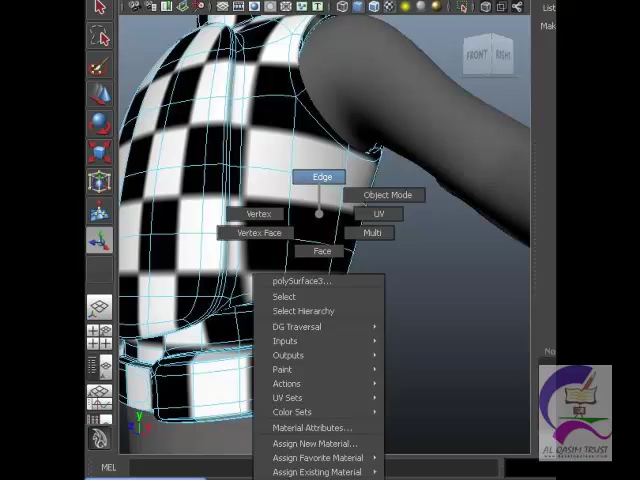 List
Mak
FRONT
RIGHT
Edge
Object Mode
Vertex
UV
Vertex Face
Multi
Face
polySurface3...
Select
Select Hierarchy
DG Traversal
Inputs
Outputs
Paint
Actions
UV Sets
Color Sets
Material Attributes...
Assign New Material...
Assign Favorite Material
Assign Existing Material
No
y
MEL
AL QASIM TRUST